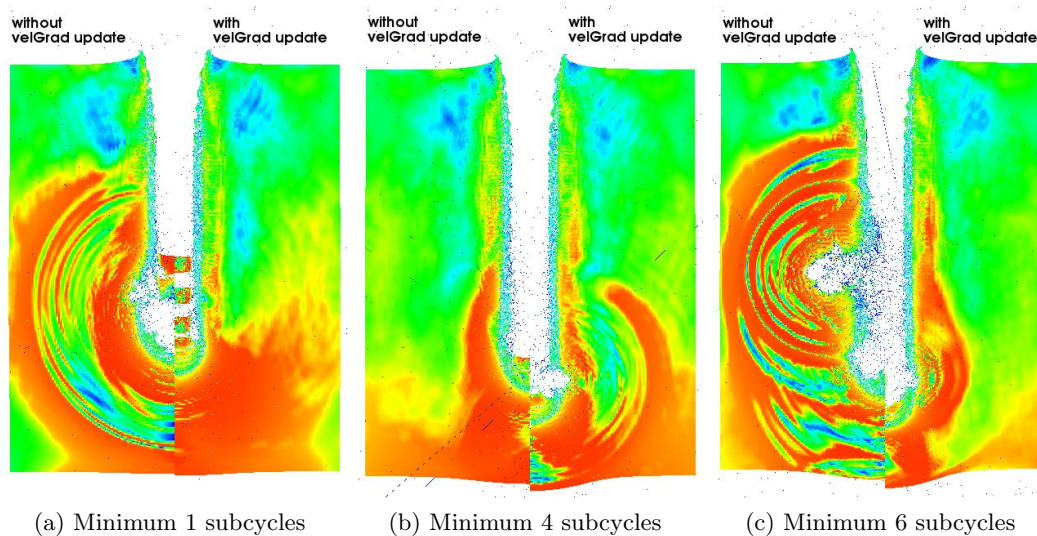 without
velGrad update
with
velGrad update
without
velGrad update
with
velGrad update
without
velGrad update
with
velGrad update
(a) Minimum 1 subcycles
(b) Minimum 4 subcycles
(c) Minimum 6 subcycles